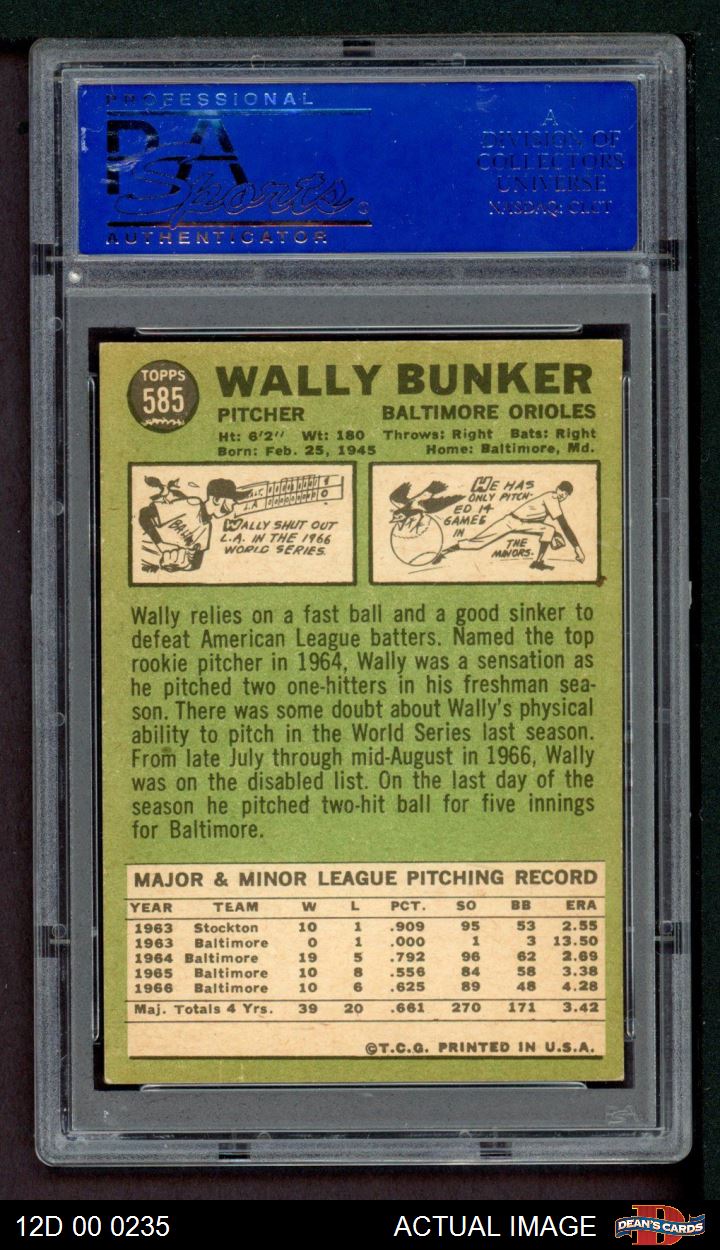 PROFESSIONAL
PSA
Sports
AUTHENTICATOR
A
DIVISION OF
COLLECTORS
UNIVERSE
NASDAQ: CLCT
TOPPS
585
WALLY BUNKER
PITCHER BALTIMORE ORIOLES
Ht: 6'2" Wt: 180 Throws: Right Bats: Right
Born: Feb. 25, 1945 Home: Baltimore, Md.
WALLY SHUT OUT
L.A. IN THE 1966
WORLD SERIES.
HE HAS
ONLY PITCH-
ED 14
GAMES
IN
THE
MINORS.
Wally relies on a fast ball and a good sinker to
defeat American League batters. Named the top
rookie pitcher in 1964, Wally was a sensation as
he pitched two one-hitters in his freshman sea-
son. There was some doubt about Wally's physical
ability to pitch in the World Series last season.
From late July through mid-August in 1966, Wally
was on the disabled list. On the last day of the
season he pitched two-hit ball for five innings
for Baltimore.
MAJOR & MINOR LEAGUE PITCHING RECORD
YEAR TEAM W L PCT. SO BB ERA
1963 Stockton 10 1 .909 95 53 2.55
1963 Baltimore 0 1 .000 1 3 13.50
1964 Baltimore 19 5 .792 96 62 2.69
1965 Baltimore 10 8 .556 84 58 3.38
1966 Baltimore 10 6 .625 89 48 4.28
Maj. Totals 4 Yrs. 39 20 .661 270 171 3.42
©T.C.G. PRINTED IN U.S.A.
PSA
12D 00 0235 ACTUAL IMAGE
DEAN'S CARDS